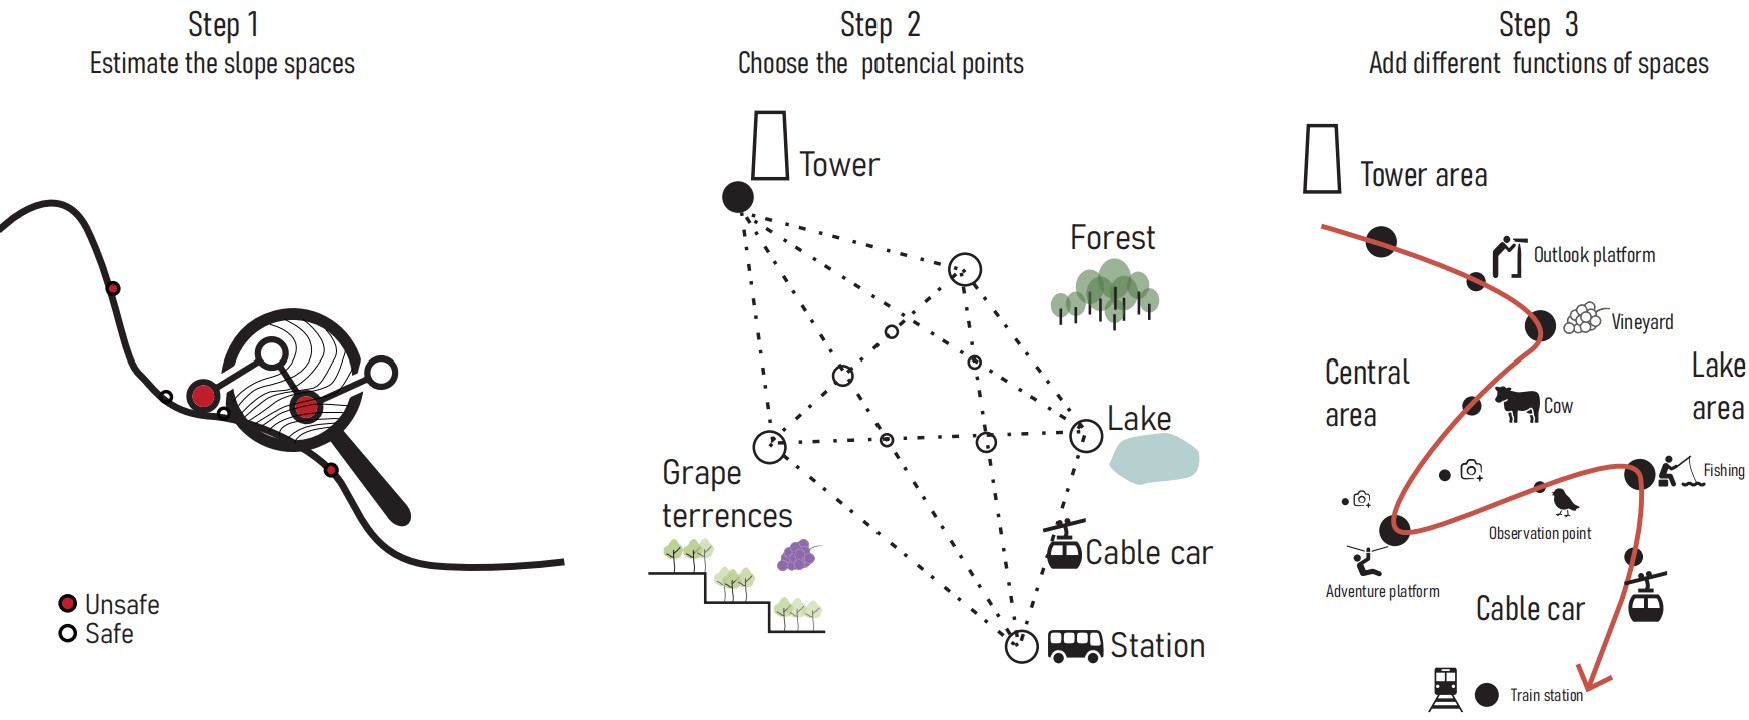 Step 1
Estimate the slope spaces
Unsafe
Safe
Step 2
Choose the potencial points
Tower
Forest
Lake
Grape
terrences
Cable car
Station
Step 3
Add different functions of spaces
Tower area
Outlook platform
Vineyard
Central
area
Lake
area
Cow
Fishing
Observation point
Adventure platform
Cable car
Train station